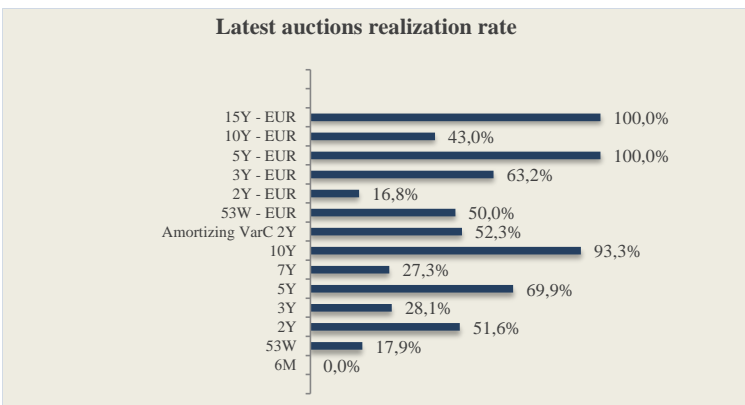 Latest auctions realization rate
15Y - EUR 100,0%
10Y - EUR 43,0%
5Y - EUR 100,0%
3Y - EUR 63,2%
2Y - EUR 16,8%
53W - EUR 50,0%
Amortizing VarC 2Y 52,3%
10Y 93,3%
7Y 27,3%
5Y 69,9%
3Y 28,1%
2Y 51,6%
53W 17,9%
6M 0,0%